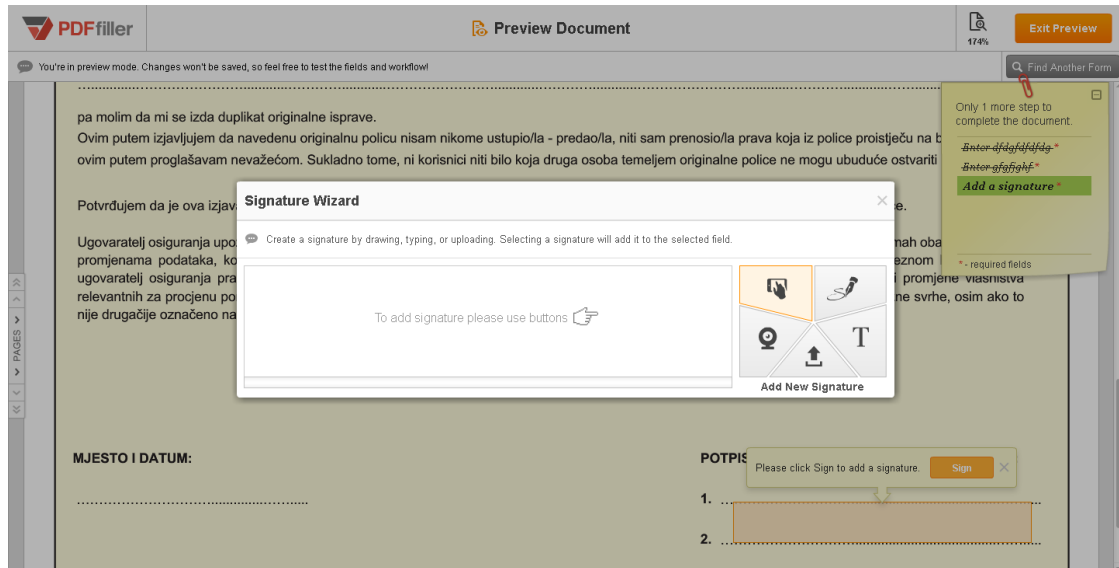 PDFfiller
Preview Document
174%
Exit Preview
You're in preview mode. Changes won't be saved, so feel free to test the fields and workflow!
Find Another Form
pa molim da mi se izda duplikat originalne isprave.
Ovim putem izjavljujem da navedenu originalnu policu nisam nikome ustupio/la - predao/la, niti sam prenosio/la prava koja iz police proistječu na b
ovim putem proglašavam nevažećom. Sukladno tome, ni korisnici niti bilo koja druga osoba temeljem originalne police ne mogu ubuduće ostvariti
Potvrđujem da je ova izjav
e.
Ugovaratelj osiguranja upo
mah oba
promjenama podataka, ko
eznom
ugovaratelj osiguranja pra
i promjene vlasništva
relevantnih za procjenu po
ne svrhe, osim ako to
nije drugačije označeno na
Only 1 more step to
complete the document.
Enter dfdgfdfdfdg *
Enter gfgfjghf *
Add a signature *
* - required fields
PAGES
Signature Wizard
Create a signature by drawing, typing, or uploading. Selecting a signature will add it to the selected field.
To add signature please use buttons
T
Add New Signature
MJESTO I DATUM:
POTPIS
Please click Sign to add a signature.
Sign
1.
2.